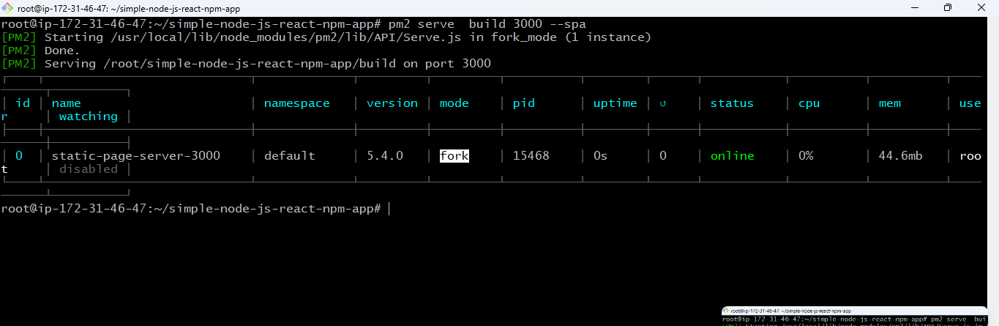 root@ip-172-31-46-47: ~/simple-node-js-react-npm-app
root@ip-172-31-46-47:~/simple-node-js-react-npm-app# pm2 serve  build 3000 --spa
[PM2] Starting /usr/local/lib/node_modules/pm2/lib/API/Serve.js in fork_mode (1 instance)
[PM2] Done.
[PM2] Serving /root/simple-node-js-react-npm-app/build on port 3000
│ id │ name │ namespace │ version │ mode │ pid │ uptime │ ↺ │ status │ cpu │ mem │ use
r │ watching │
│ 0 │ static-page-server-3000 │ default │ 5.4.0 │ fork │ 15468 │ 0s │ 0 │ online │ 0% │ 44.6mb │ roo
t │ disabled │
root@ip-172-31-46-47:~/simple-node-js-react-npm-app#
root@ip-172-31-46-47: ~/simple-node-js-react-npm-app
root@ip-172-31-46-47:~/simple-node-js-react-npm-app# pm2 serve  bui